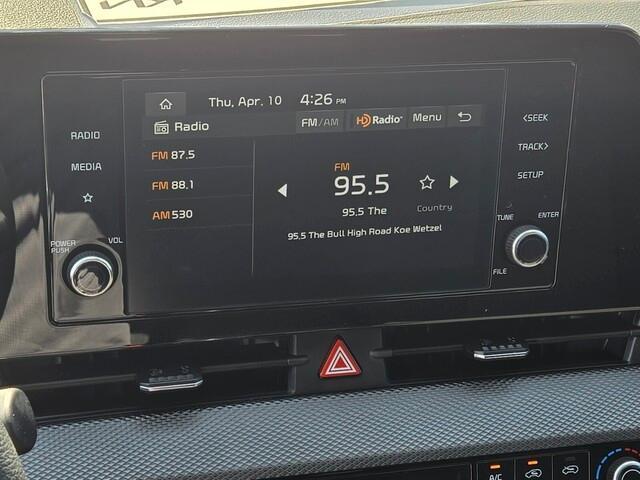 Thu, Apr. 10 4:26 PM
Radio FM/AM HD Radio Menu
FM 87.5
FM 88.1
AM 530
FM
95.5
95.5 The Country
95.5 The Bull High Road Koe Wetzel
RADIO
MEDIA
POWER PUSH VOL
<SEEK
TRACK>
SETUP
TUNE ENTER
FILE
A/C